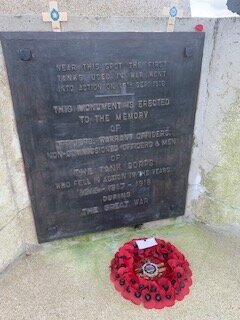 NEAR THIS SPOT THE FIRST
TANKS USED IN WAR WENT
INTO ACTION ON 15TH SEPT 1916
THIS MONUMENT IS ERECTED
TO THE MEMORY
OF
OFFICERS, WARRANT OFFICERS,
NON-COMMISSIONED OFFICERS & MEN
OF
THE TANK CORPS
WHO FELL IN ACTION IN THE YEARS
1916 - 1917 - 1918
DURING
THE GREAT WAR